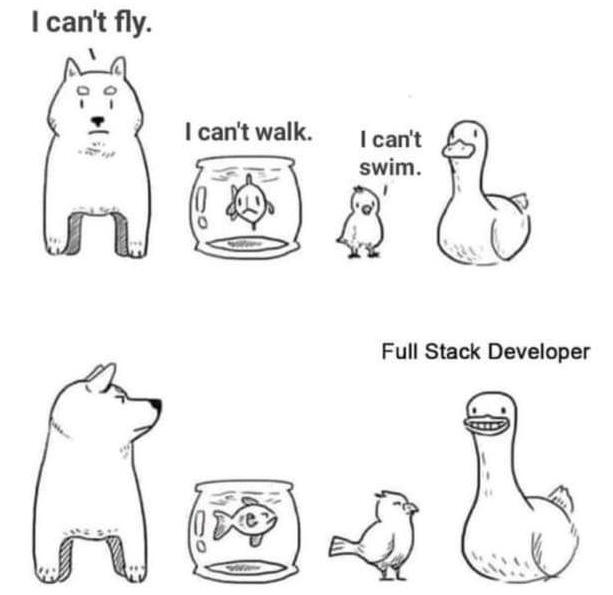 I can't fly.
I can't walk.
I can't
swim.
Full Stack Developer